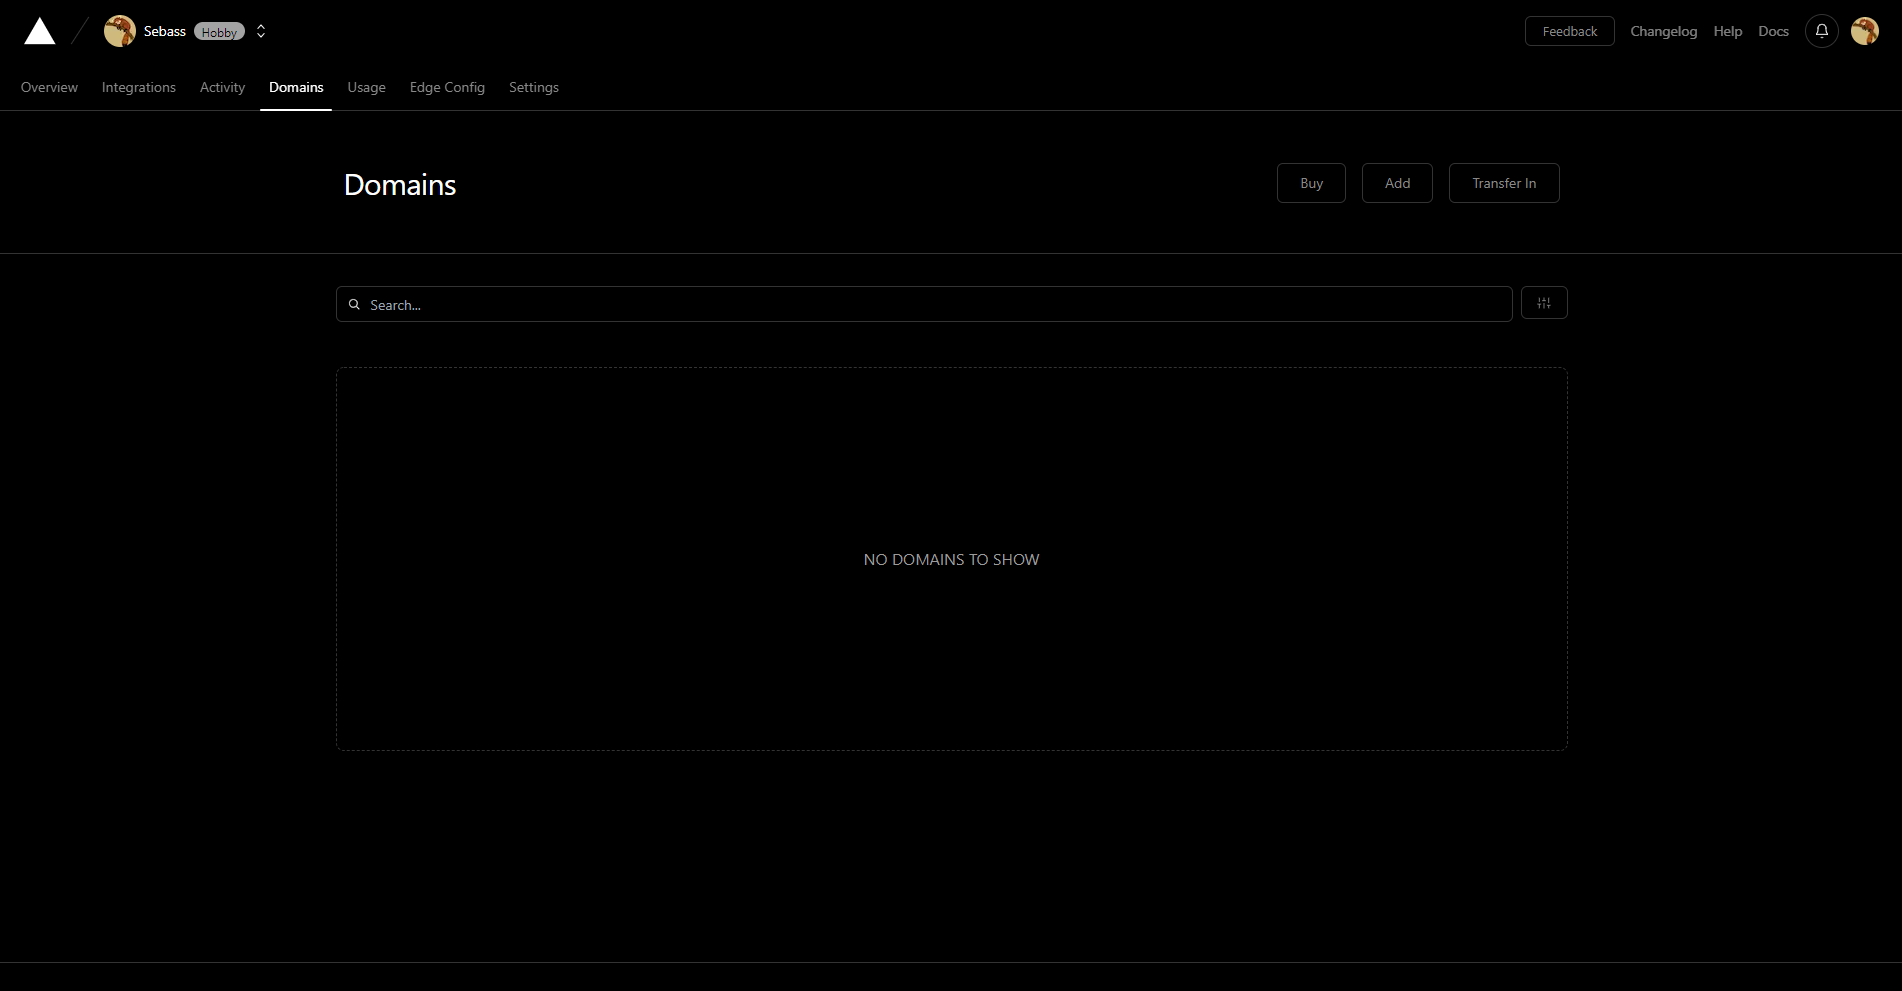 Sebass Hobby
Feedback Changelog Help Docs
Overview Integrations Activity Domains Usage Edge Config Settings
Domains
Buy Add Transfer In
Search...
NO DOMAINS TO SHOW